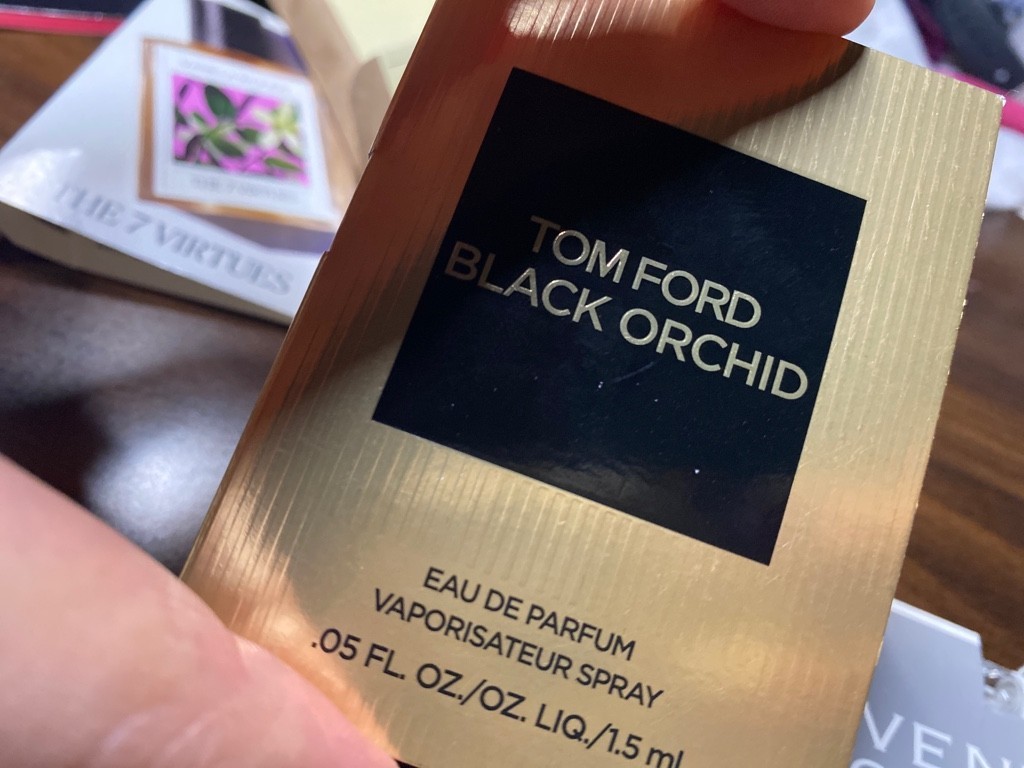 THE 7 VIRTUES
TOM FORD
BLACK ORCHID
EAU DE PARFUM
VAPORISATEUR SPRAY
.05 FL. OZ./OZ. LIQ./1.5 ml
VEN